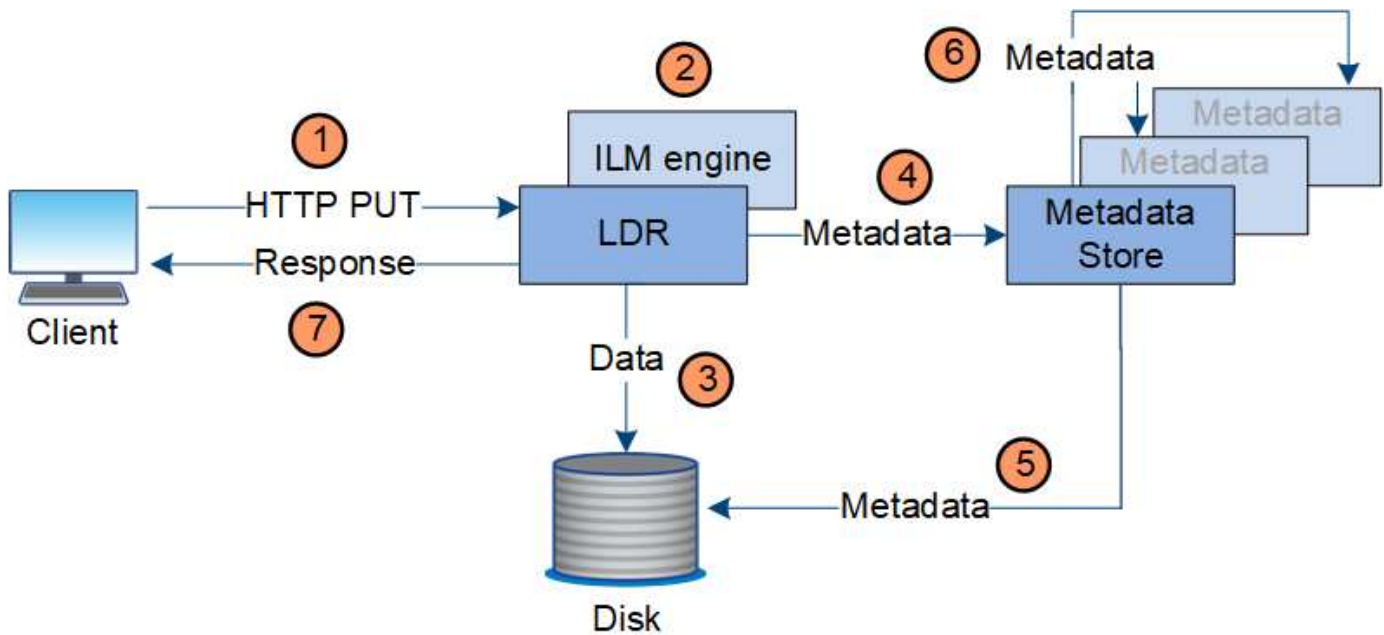 6
Metadata
2
Metadata
1
ILM engine
Metadata
4
HTTP PUT
LDR
Metadata
Metadata
Store
Response
Client
7
Data
3
5
Metadata
Disk